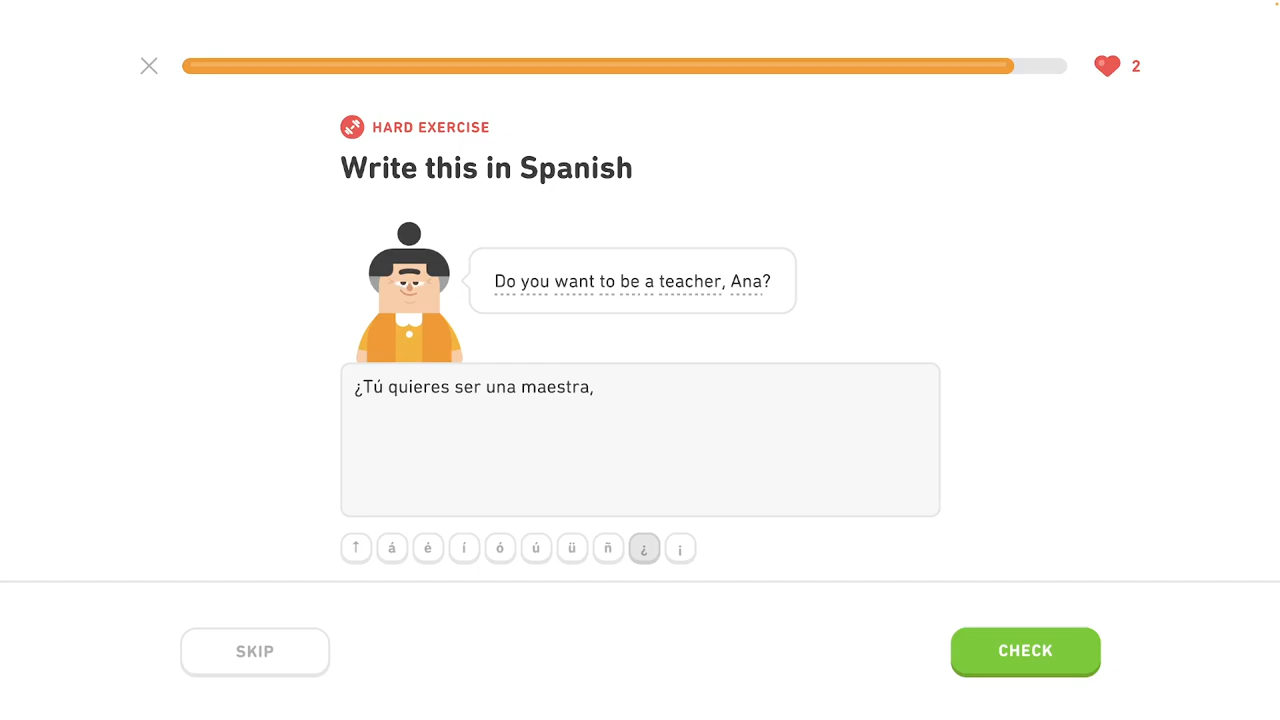 2
HARD EXERCISE
Write this in Spanish
Do you want to be a teacher, Ana?
¿Tú quieres ser una maestra,
↑ á é í ó ú ü ñ ¿ ¡
SKIP
CHECK